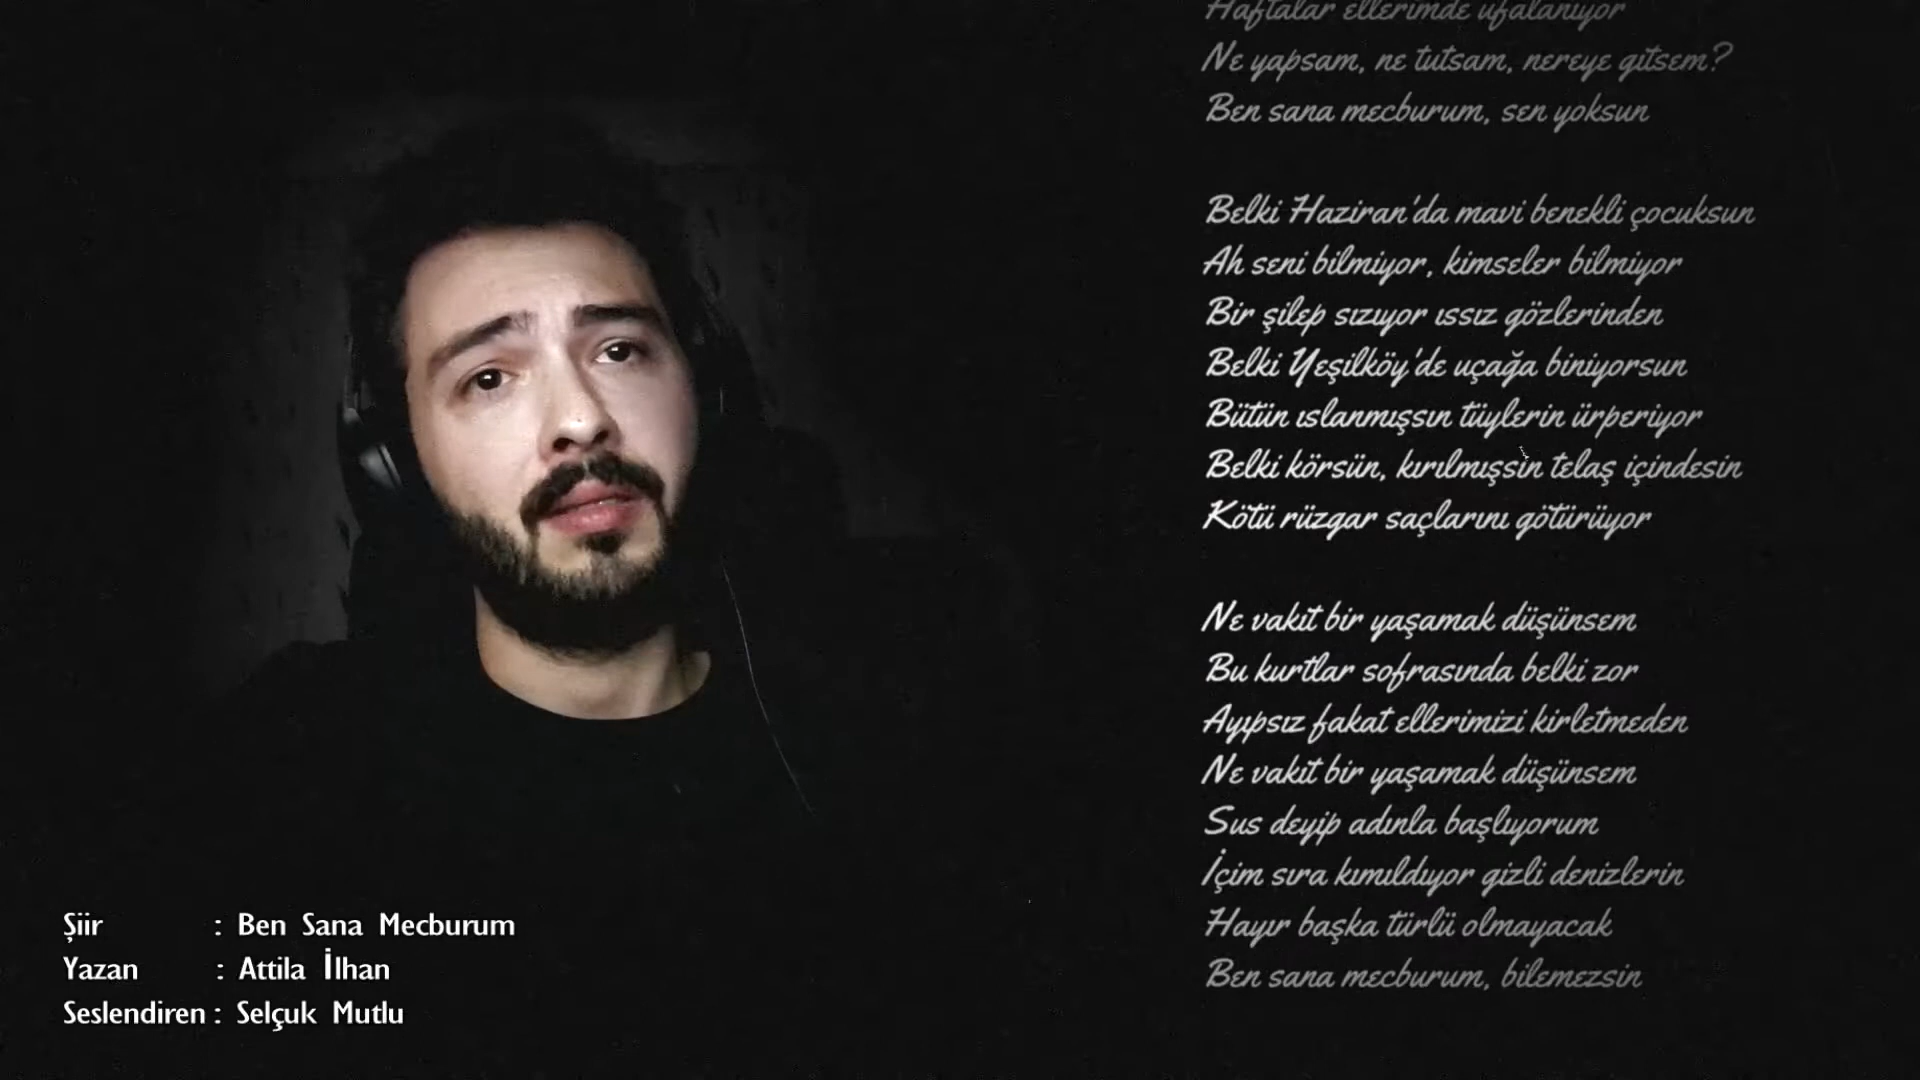 Haftalar ellerimde ufalanıyor
Ne yapsam, ne tutsam, nereye gitsem?
Ben sana mecburum, sen yoksun
Belki Haziran'da mavi benekli çocuksun
Ah seni bilmiyor, kimseler bilmiyor
Bir şilep sızıyor ıssız gözlerinden
Belki Yeşilköy'de uçağa biniyorsun
Bütün ıslanmışsın tüylerin ürperiyor
Belki körsün, kırılmışsın telaş içindesin
Kötü rüzgar saçlarını götürüyor
Ne vakit bir yaşamak düşünsem
Bu kurtlar sofrasında belki zor
Ayıpsız fakat ellerimizi kirletmeden
Ne vakit bir yaşamak düşünsem
Sus deyip adınla başlıyorum
İçim sıra kımıldıyor gizli denizlerin
Hayır başka türlü olmayacak
Ben sana mecburum, bilemezsin
Şiir : Ben Sana Mecburum
Yazan : Attila İlhan
Seslendiren : Selçuk Mutlu